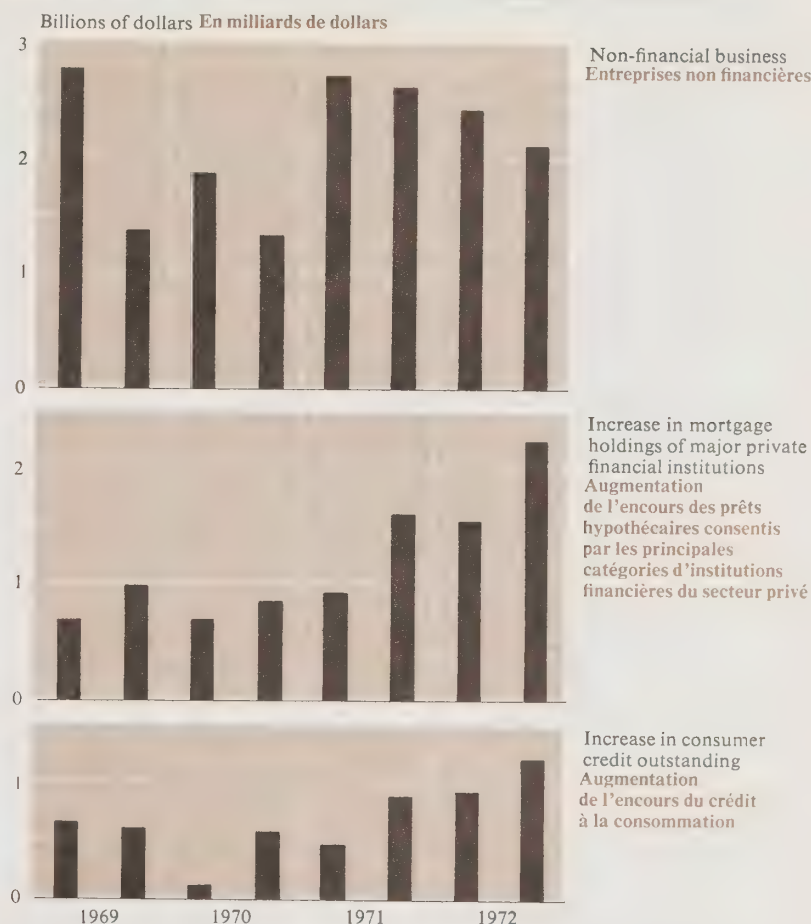 Billions of dollars En milliards de dollars
3
2
1
0
Non-financial business
Entreprises non financières
2
1
0
Increase in mortgage
holdings of major private
financial institutions
Augmentation
de l'encours des prêts
hypothécaires consentis
par les principales
catégories d'institutions
financières du secteur privé
1
0
Increase in consumer
credit outstanding
Augmentation
de l'encours du crédit
à la consommation
1969 1970 1971 1972